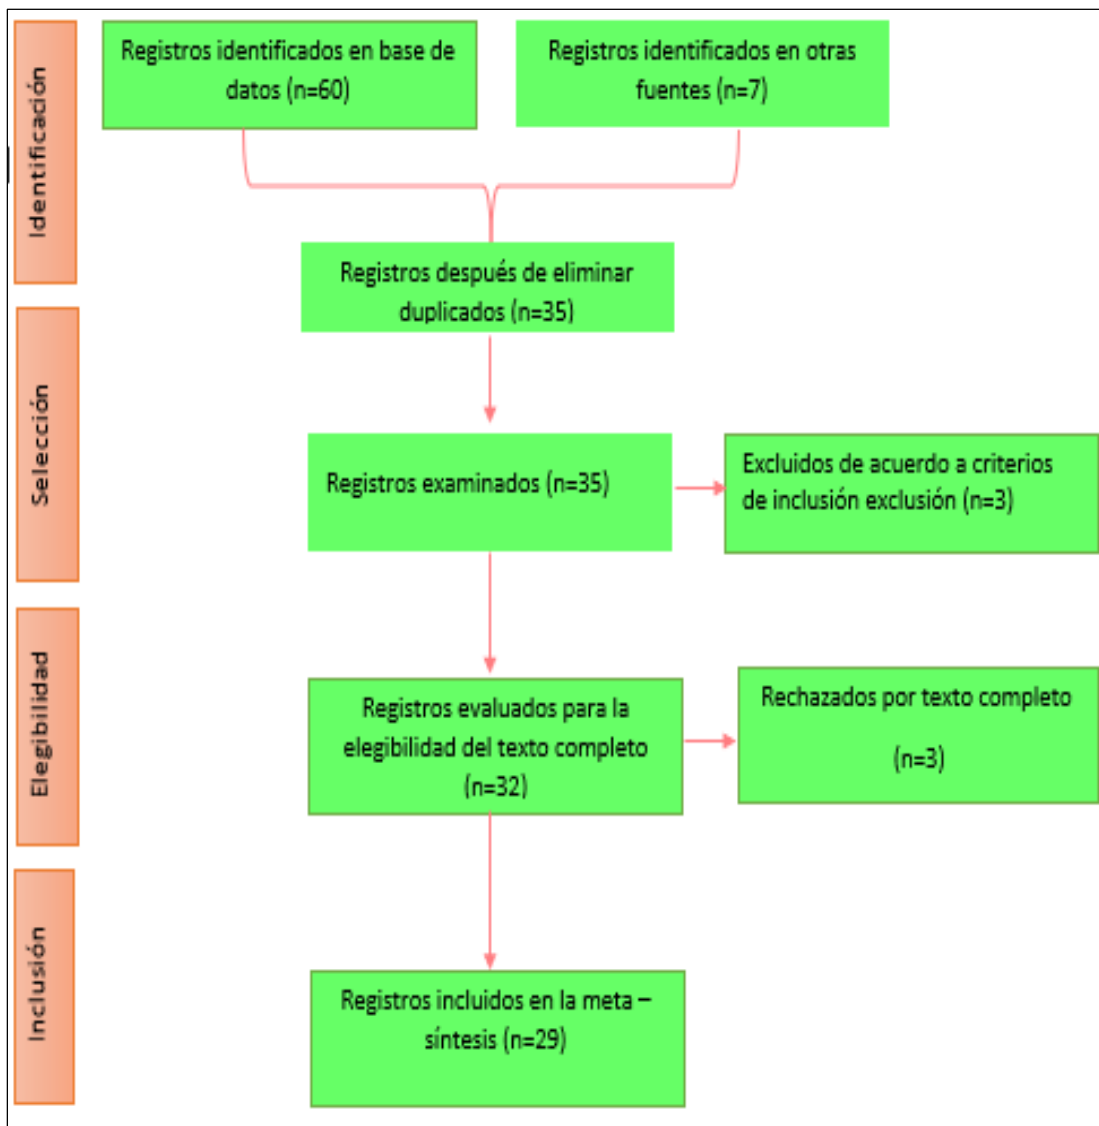 Identificación
Registros identificados en base de
datos (n=60)
Registros identificados en otras
fuentes (n=7)
Registros después de eliminar
duplicados (n=35)
Selección
Registros examinados (n=35)
Excluidos de acuerdo a criterios
de inclusión exclusión (n=3)
Elegibilidad
Registros evaluados para la
elegibilidad del texto completo
(n=32)
Rechazados por texto completo
(n=3)
Inclusión
Registros incluidos en la meta –
síntesis (n=29)